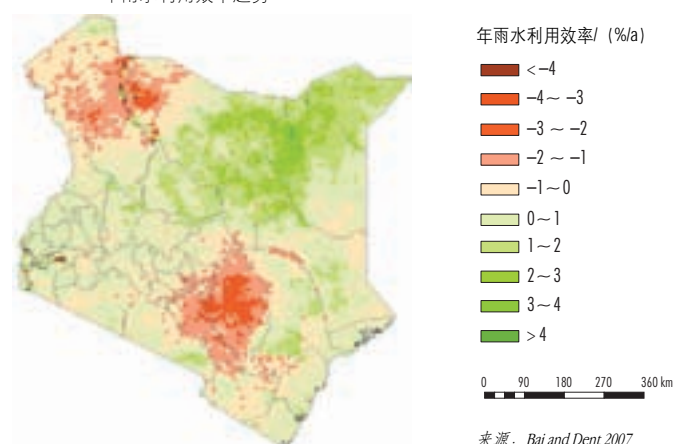 年雨水利用效率/（%/a）
<–4
–4～ –3
–3 ～ –2
–2 ～ –1
–1～0
0～1
1～2
2～3
3～4
>4
0 90 180 270 360 km
来源：Bai and Dent 2007